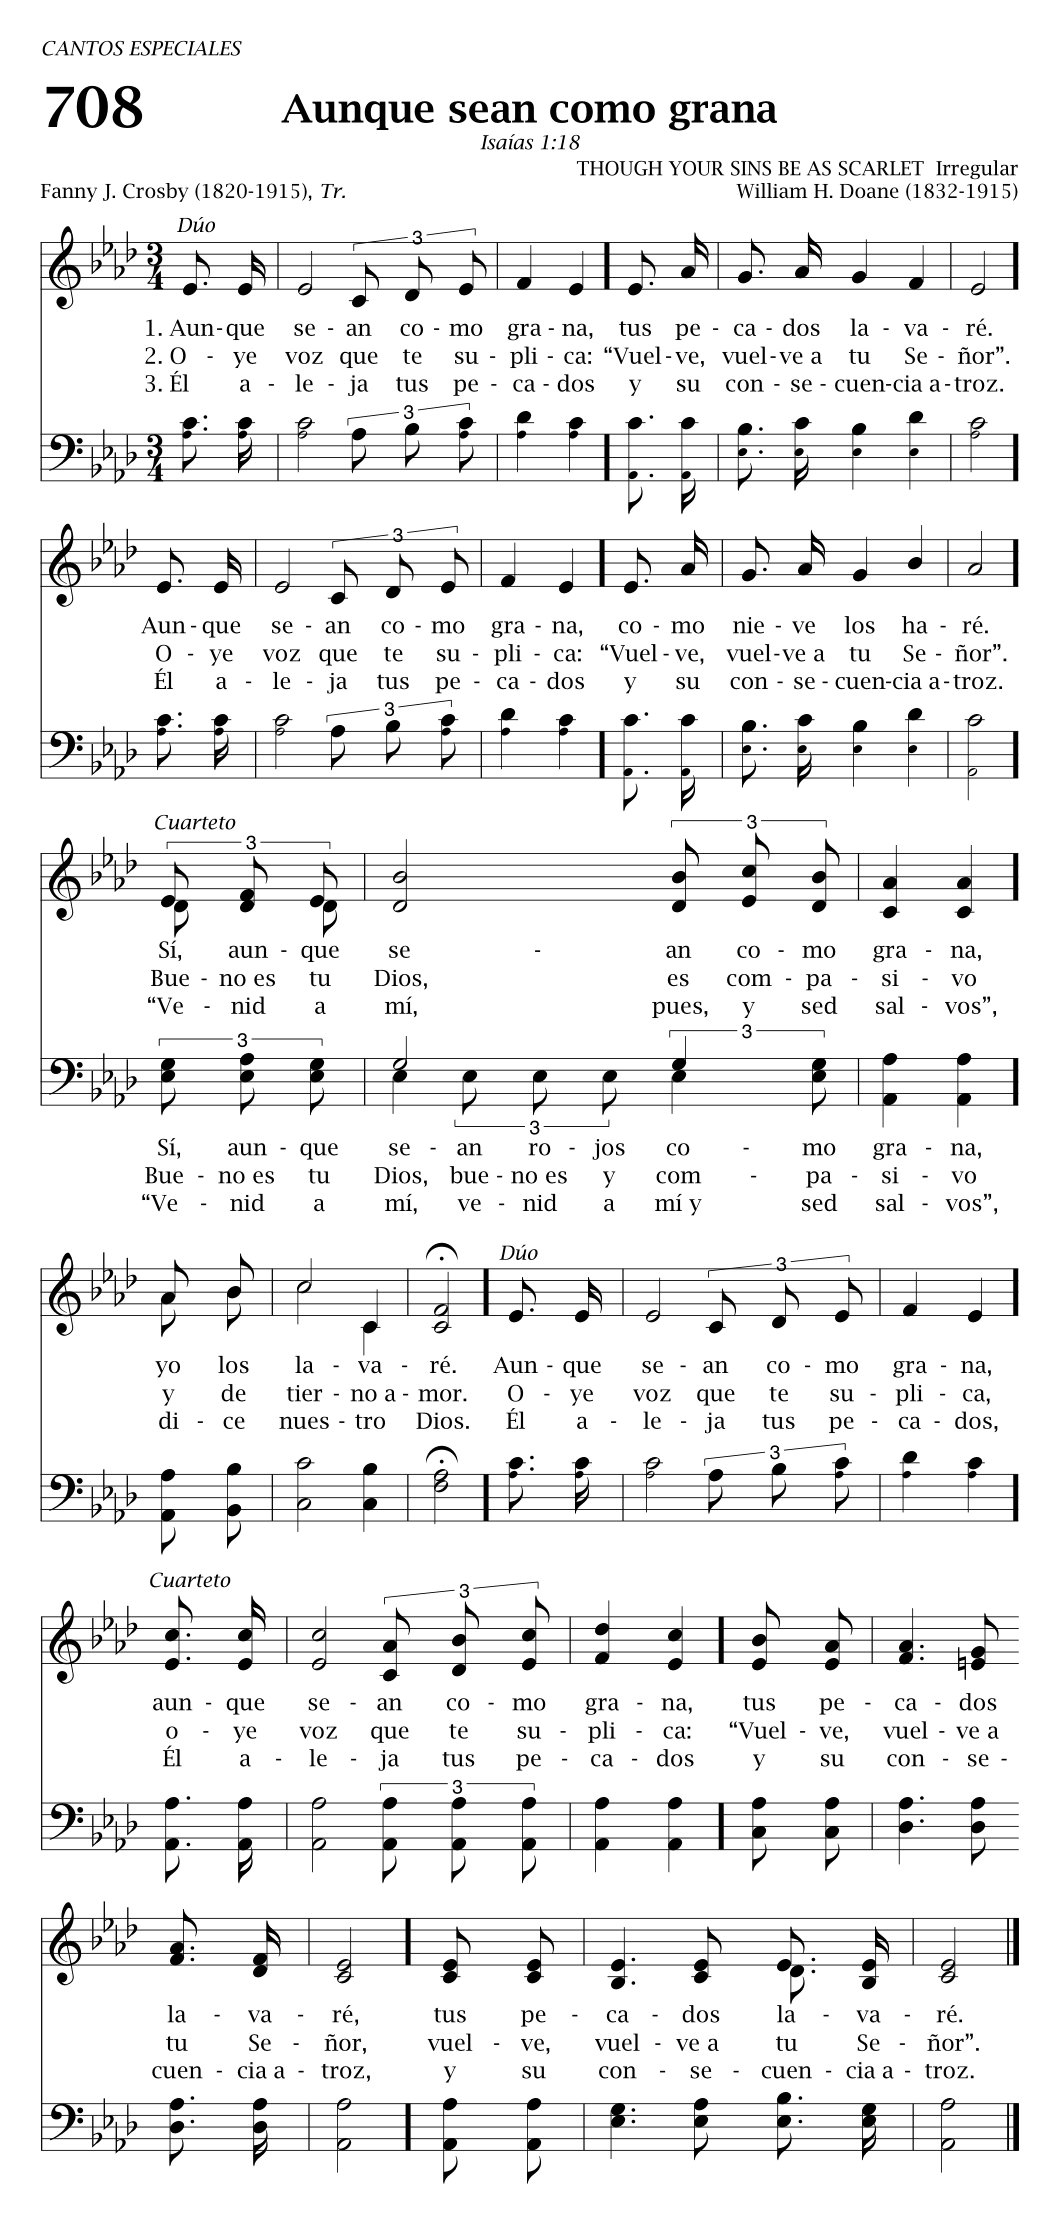 CANTOS ESPECIALES
708 Aunque sean como grana
Isaías 1:18
THOUGH YOUR SINS BE AS SCARLET Irregular
Fanny J. Crosby (1820-1915), Tr. William H. Doane (1832-1915)
Dúo
3
1. Aun-que se - an co - mo gra - na, tus pe - ca - dos la - va - ré.
2. O - ye voz que te su - pli - ca: “Vuel-ve, vuel-ve a tu Se - ñor”.
3. Él a - le - ja tus pe - ca - dos y su con - se - cuen-cia a-troz.
3
3
Aun-que se - an co - mo gra - na, co - mo nie - ve los ha - ré.
O - ye voz que te su - pli - ca: “Vuel-ve, vuel-ve a tu Se - ñor”.
Él a - le - ja tus pe - ca - dos y su con - se - cuen-cia a-troz.
3
Cuarteto
3 3
Sí, aun - que se - an co - mo gra - na,
Bue - no es tu Dios, es com - pa - si - vo
“Ve - nid a mí, pues, y sed sal - vos”,
3 3
3
Sí, aun - que se - an ro - jos co - mo gra - na,
Bue - no es tu Dios, bue - no es y com - pa - si - vo
“Ve - nid a mí, ve - nid a mí y sed sal - vos”,
Dúo
3
yo los la - va - ré. Aun - que se - an co - mo gra - na,
y de tier - no a - mor. O - ye voz que te su - pli - ca,
di - ce nues - tro Dios. Él a - le - ja tus pe - ca - dos,
3
Cuarteto
3
aun - que se - an co - mo gra - na, tus pe - ca - dos
o - ye voz que te su - pli - ca: “Vuel - ve, vuel - ve a
Él a - le - ja tus pe - ca - dos y su con - se -
3
la - va - ré, tus pe - ca - dos la - va - ré.
tu Se - ñor, vuel - ve, vuel - ve a tu Se - ñor”.
cuen - cia a - troz, y su con - se - cuen - cia a - troz.